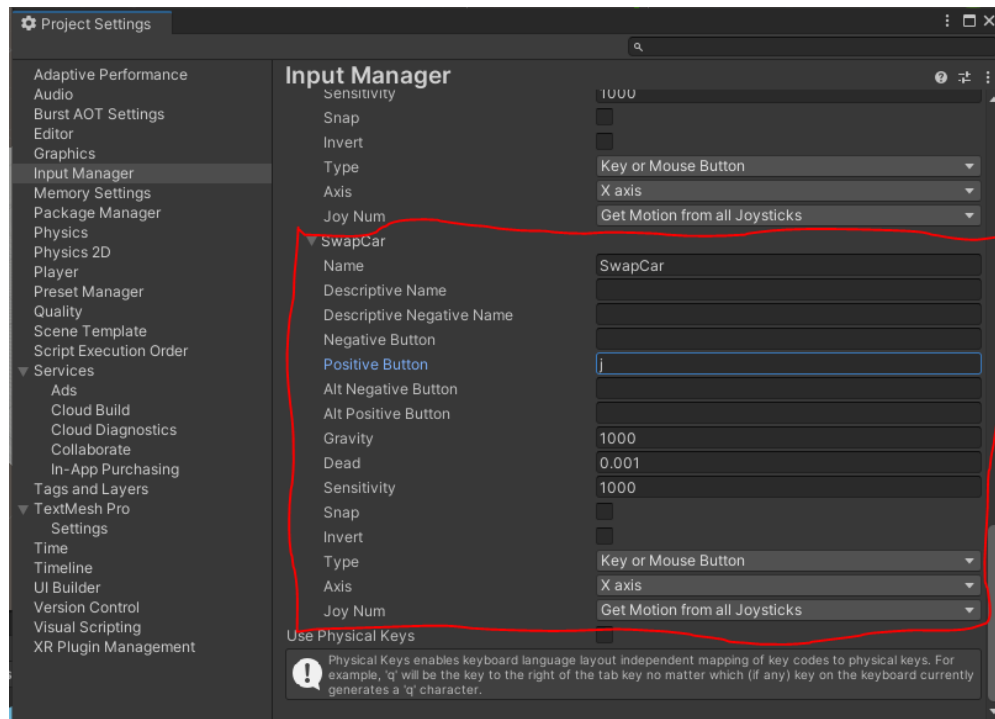 Project Settings
Adaptive Performance
Audio
Burst AOT Settings
Editor
Graphics
Input Manager
Memory Settings
Package Manager
Physics
Physics 2D
Player
Preset Manager
Quality
Scene Template
Script Execution Order
Services
Ads
Cloud Build
Cloud Diagnostics
Collaborate
In-App Purchasing
Tags and Layers
TextMesh Pro
Settings
Time
Timeline
UI Builder
Version Control
Visual Scripting
XR Plugin Management
Input Manager
Sensitivity 1000
Snap
Invert
Type Key or Mouse Button
Axis X axis
Joy Num Get Motion from all Joysticks
SwapCar
Name SwapCar
Descriptive Name
Descriptive Negative Name
Negative Button
Positive Button j
Alt Negative Button
Alt Positive Button
Gravity 1000
Dead 0.001
Sensitivity 1000
Snap
Invert
Type Key or Mouse Button
Axis X axis
Joy Num Get Motion from all Joysticks
Use Physical Keys
Physical Keys enables keyboard language layout independent mapping of key codes to physical keys. For
example, 'q' will be the key to the right of the tab key no matter which (if any) key on the keyboard currently
generates a 'q' character.